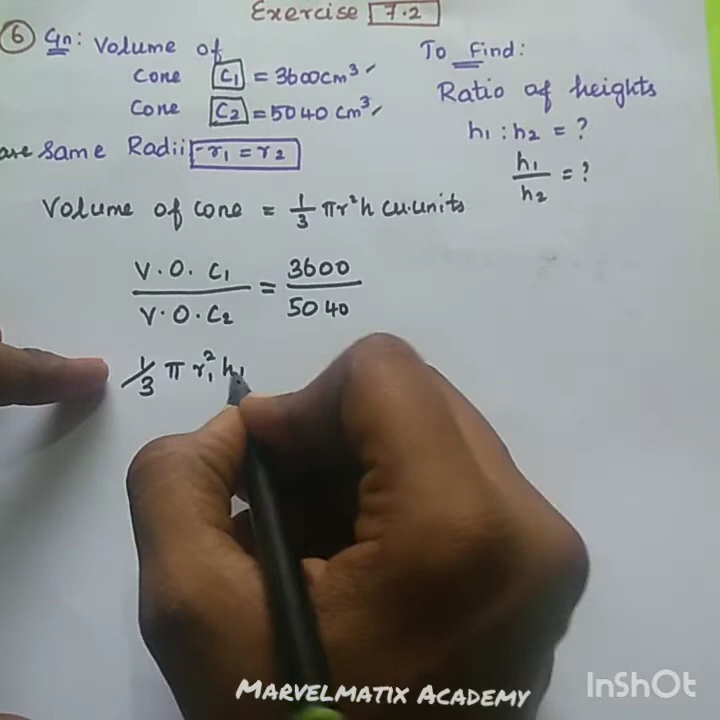 Exercise 7.2
6 Gn: Volume of
Cone C₁ = 3600cm³
Cone C₂ = 5040 cm³
are Same Radii r₁ = r₂
To Find:
Ratio of heights
h₁ : h₂ = ?
h₁/h₂ = ?
Volume of cone = 1/3 πr²h cu.units
V.O.C₁/V.O.C₂ = 3600/5040
1/3 π r₁² h₁
MARVELMATIX ACADEMY
InShOt